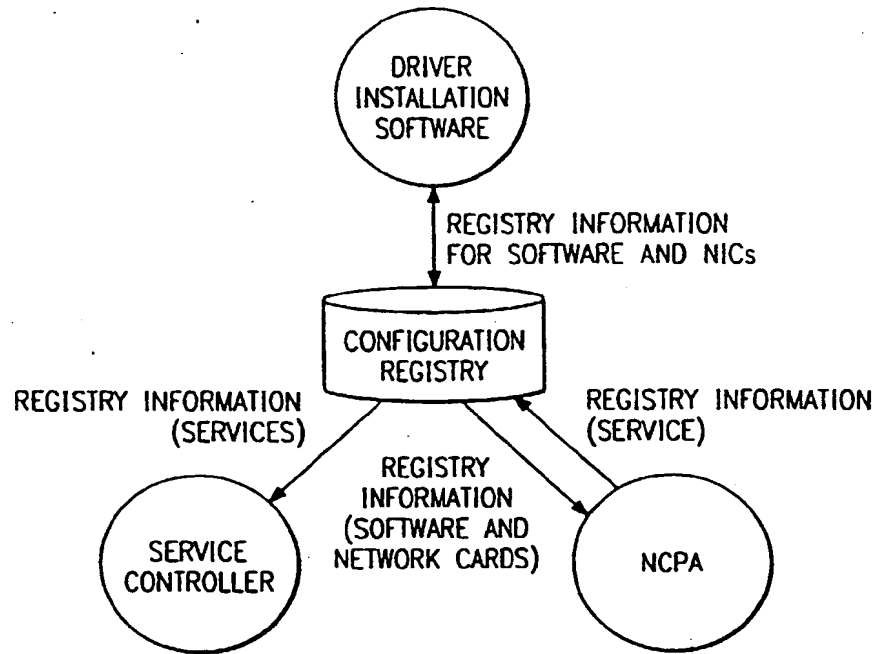 DRIVER
INSTALLATION
SOFTWARE
REGISTRY INFORMATION
FOR SOFTWARE AND NICs
CONFIGURATION
REGISTRY
REGISTRY INFORMATION
(SERVICES)
REGISTRY INFORMATION
(SERVICE)
REGISTRY
INFORMATION
(SOFTWARE AND
NETWORK CARDS)
SERVICE
CONTROLLER
NCPA